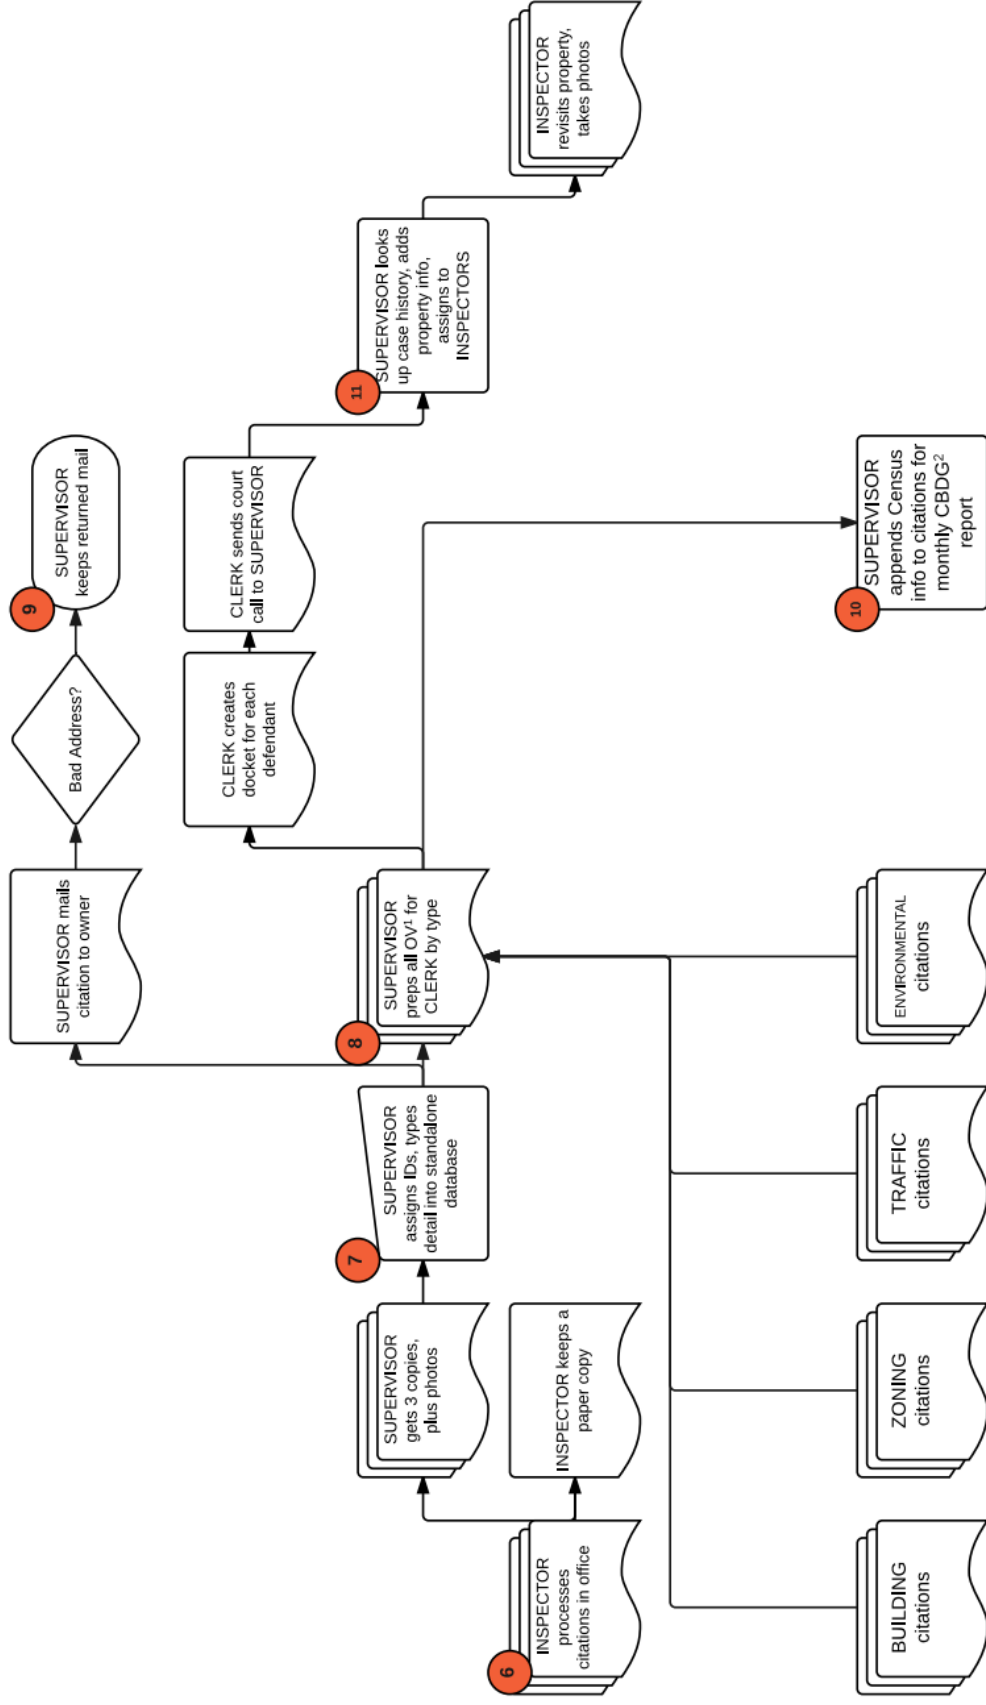 9
SUPERVISOR
keeps returned mail
Bad Address?
SUPERVISOR mails
citation to owner
CLERK creates
docket for each
defendant
CLERK sends court
call to SUPERVISOR
6
INSPECTOR
processes
citations in office
SUPERVISOR
gets 3 copies,
plus photos
INSPECTOR keeps a
paper copy
7
SUPERVISOR
assigns IDs, types
detail into standalone
database
8
SUPERVISOR
preps all OV¹ for
CLERK by type
11
SUPERVISOR looks
up case history, adds
property info,
assigns to
INSPECTORS
INSPECTOR
revisits property,
takes photos
BUILDING
citations
ZONING
citations
TRAFFIC
citations
ENVIRONMENTAL
citations
10
SUPERVISOR
appends Census
info to citations for
monthly CBDG²
report